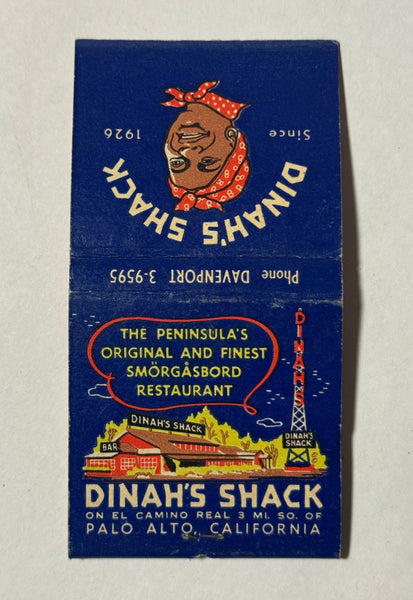 DINAH'S SHACK
Since 1926
Phone DAVENPORT 3-9595
THE PENINSULA'S
ORIGINAL AND FINEST
SMÖRGÅSBORD
RESTAURANT
DINAH'S
DINAH'S SHACK
BAR
DINAH'S
SHACK
DINAH'S SHACK
ON EL CAMINO REAL 3 MI. SO. OF
PALO ALTO, CALIFORNIA